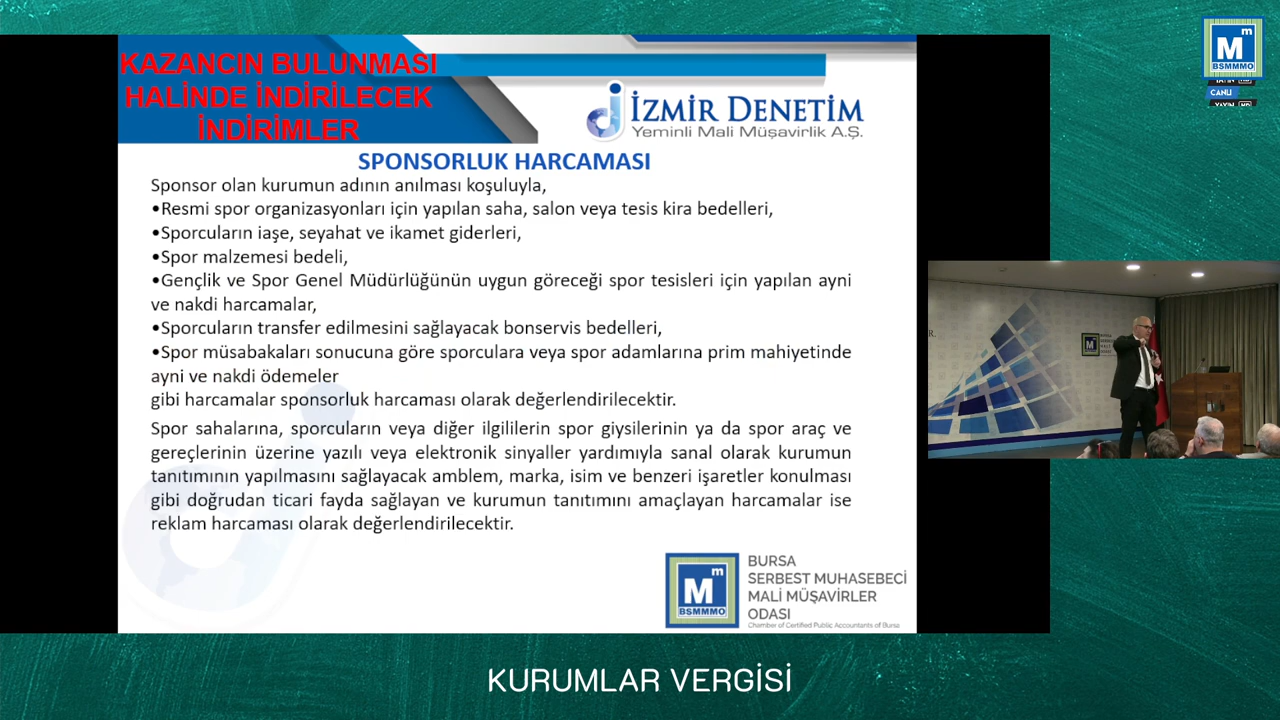 KAZANCIN BULUNMASI
HALİNDE İNDİRİLECEK
İNDİRİMLER
İZMİR DENETİM
Yeminli Mali Müşavirlik A.Ş.
SPONSORLUK HARCAMASI
Sponsor olan kurumun adının anılması koşuluyla,
•Resmi spor organizasyonları için yapılan saha, salon veya tesis kira bedelleri,
•Sporcuların iaşe, seyahat ve ikamet giderleri,
•Spor malzemesi bedeli,
•Gençlik ve Spor Genel Müdürlüğünün uygun göreceği spor tesisleri için yapılan ayni
ve nakdi harcamalar,
•Sporcuların transfer edilmesini sağlayacak bonservis bedelleri,
•Spor müsabakaları sonucuna göre sporculara veya spor adamlarına prim mahiyetinde
ayni ve nakdi ödemeler
gibi harcamalar sponsorluk harcaması olarak değerlendirilecektir.
Spor sahalarına, sporcuların veya diğer ilgililerin spor giysilerinin ya da spor araç ve
gereçlerinin üzerine yazılı veya elektronik sinyaller yardımıyla sanal olarak kurumun
tanıtımının yapılmasını sağlayacak amblem, marka, isim ve benzeri işaretler konulması
gibi doğrudan ticari fayda sağlayan ve kurumun tanıtımını amaçlayan harcamalar ise
reklam harcaması olarak değerlendirilecektir.
Mm
BSMMMO
BURSA
SERBEST MUHASEBECİ
MALİ MÜŞAVİRLER
ODASI
Chamber of Certified Public Accountants of Bursa
Mm
BSMMMO
CANLI
KURUMLAR VERGİSİ